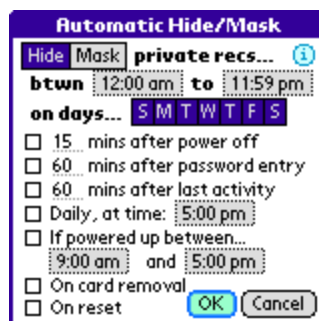 Automatic Hide/Mask
Hide Mask private recs... i
btwn 12:00 am to 11:59 pm
on days... S M T W T F S
15 mins after power off
60 mins after password entry
60 mins after last activity
Daily, at time: 5:00 pm
If powered up between...
9:00 am and 5:00 pm
On card removal
On reset OK Cancel